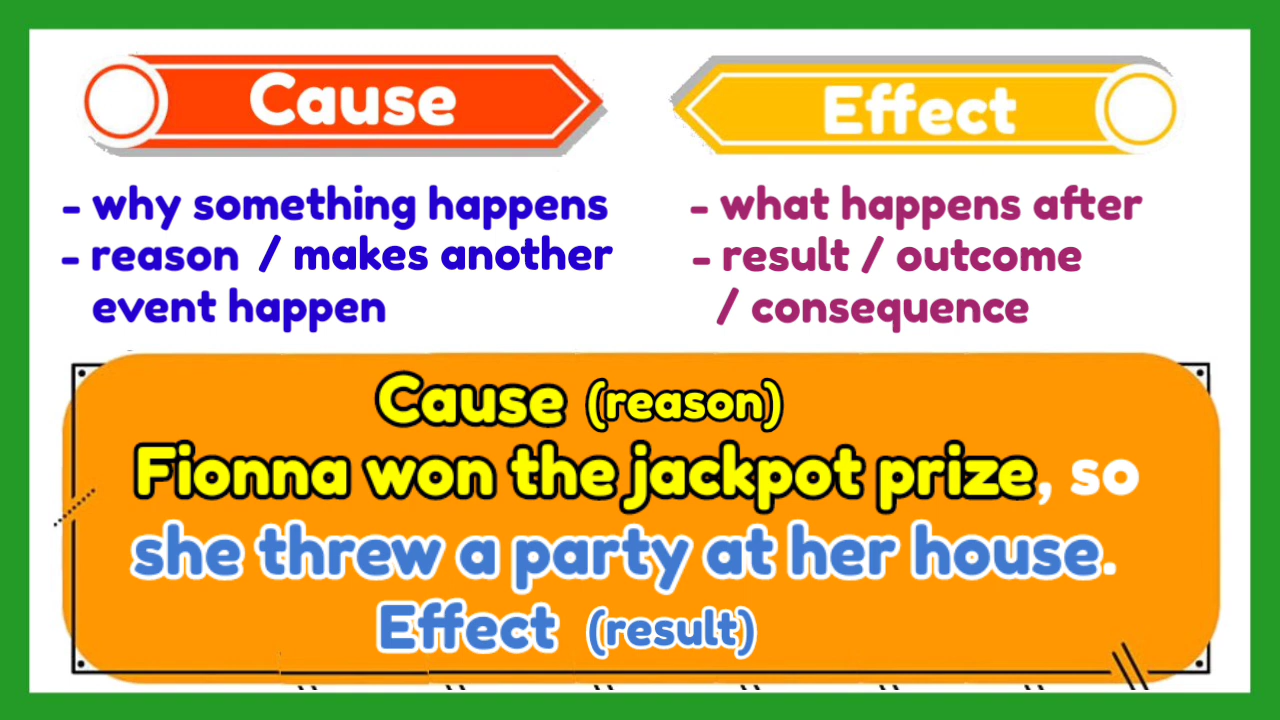 Cause
- why something happens
- reason / makes another
event happen
Effect
- what happens after
- result / outcome
/ consequence
Cause (reason)
Fionna won the jackpot prize, so
she threw a party at her house.
Effect (result)